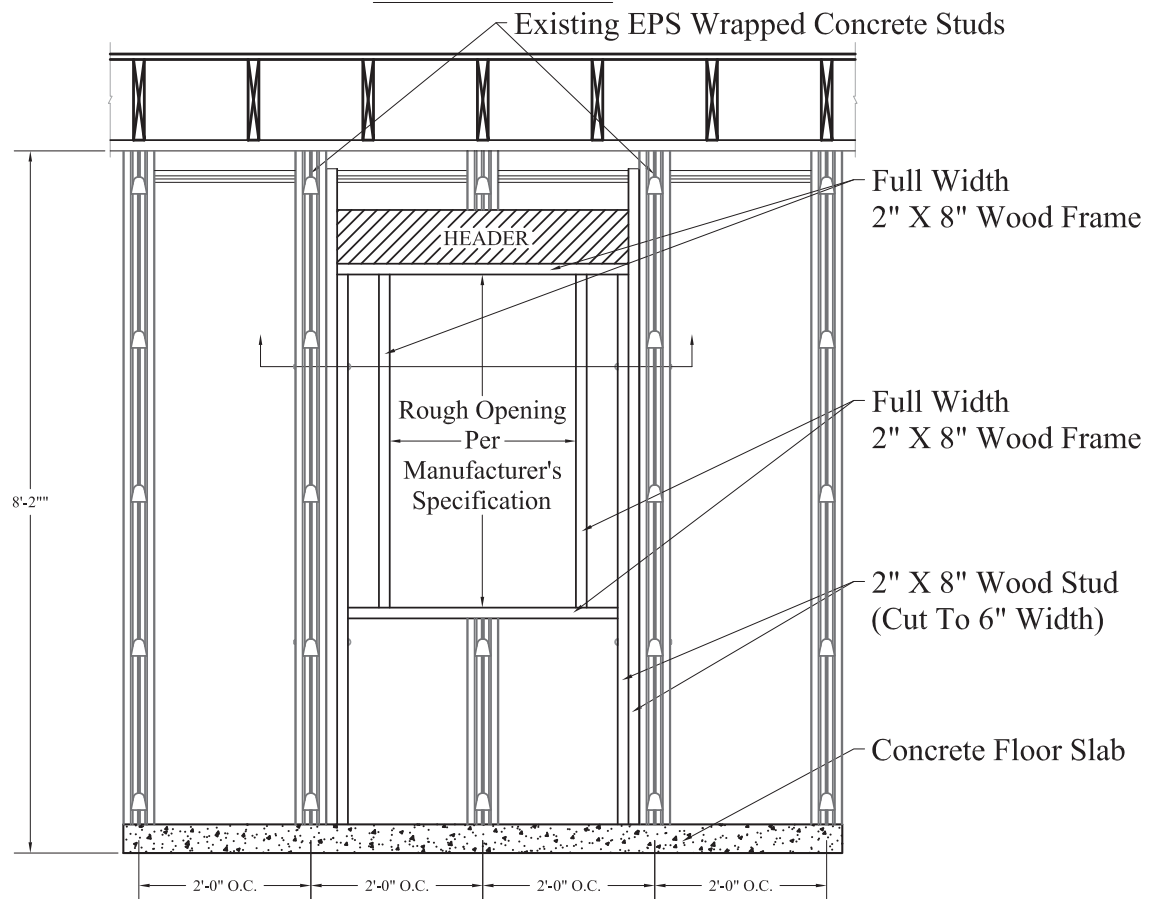 Existing EPS Wrapped Concrete Studs
Full Width
2" X 8" Wood Frame
HEADER
Rough Opening
Per
Manufacturer's
Specification
Full Width
2" X 8" Wood Frame
8'-2""
2" X 8" Wood Stud
(Cut To 6" Width)
Concrete Floor Slab
2'-0" O.C.
2'-0" O.C.
2'-0" O.C.
2'-0" O.C.